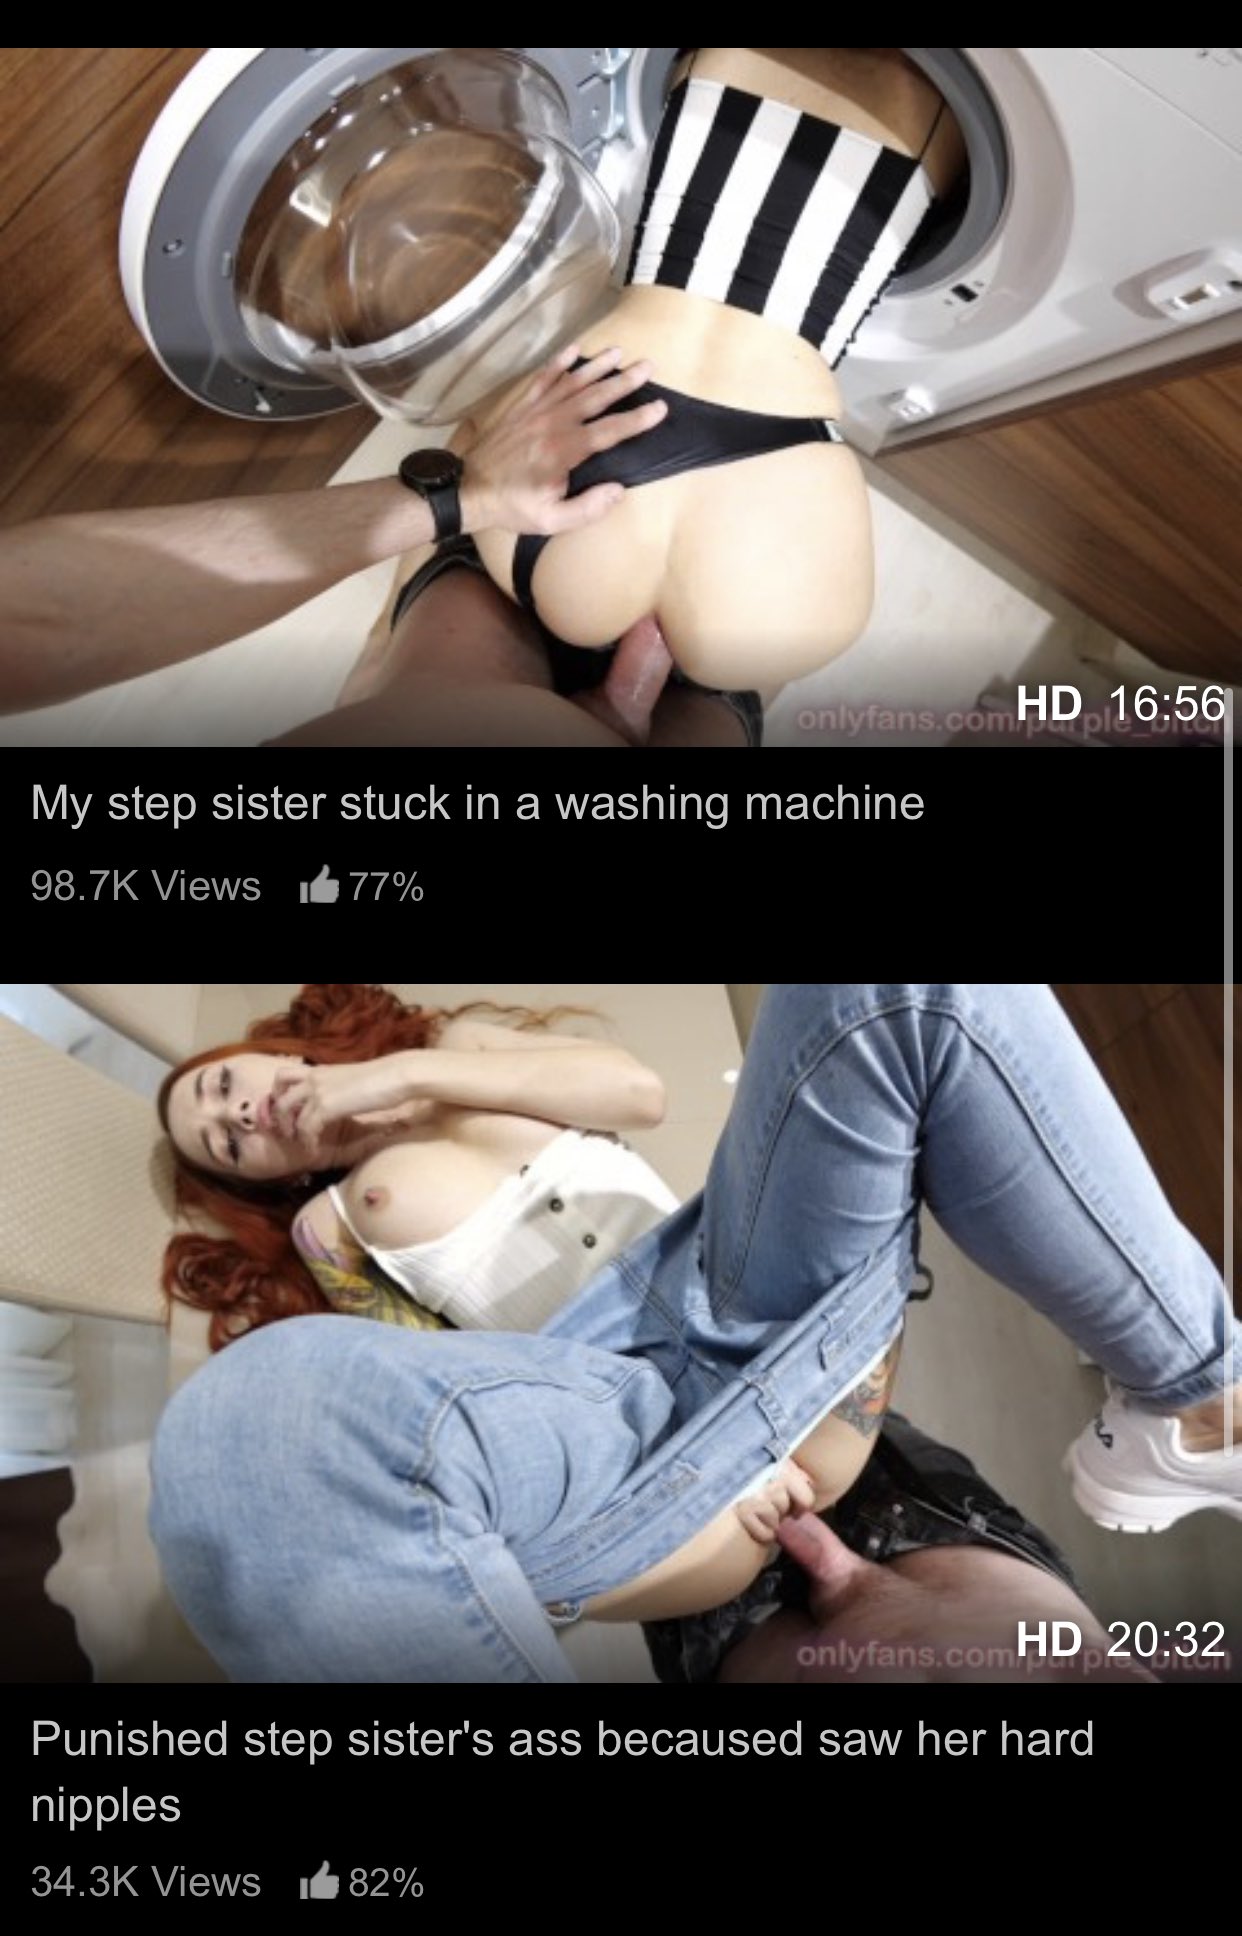 HD 16:56
onlyfans.com/purple_bitch
My step sister stuck in a washing machine
98.7K Views 77%
HD 20:32
onlyfans.com/purple_bitch
Punished step sister's ass becaused saw her hard
nipples
34.3K Views 82%